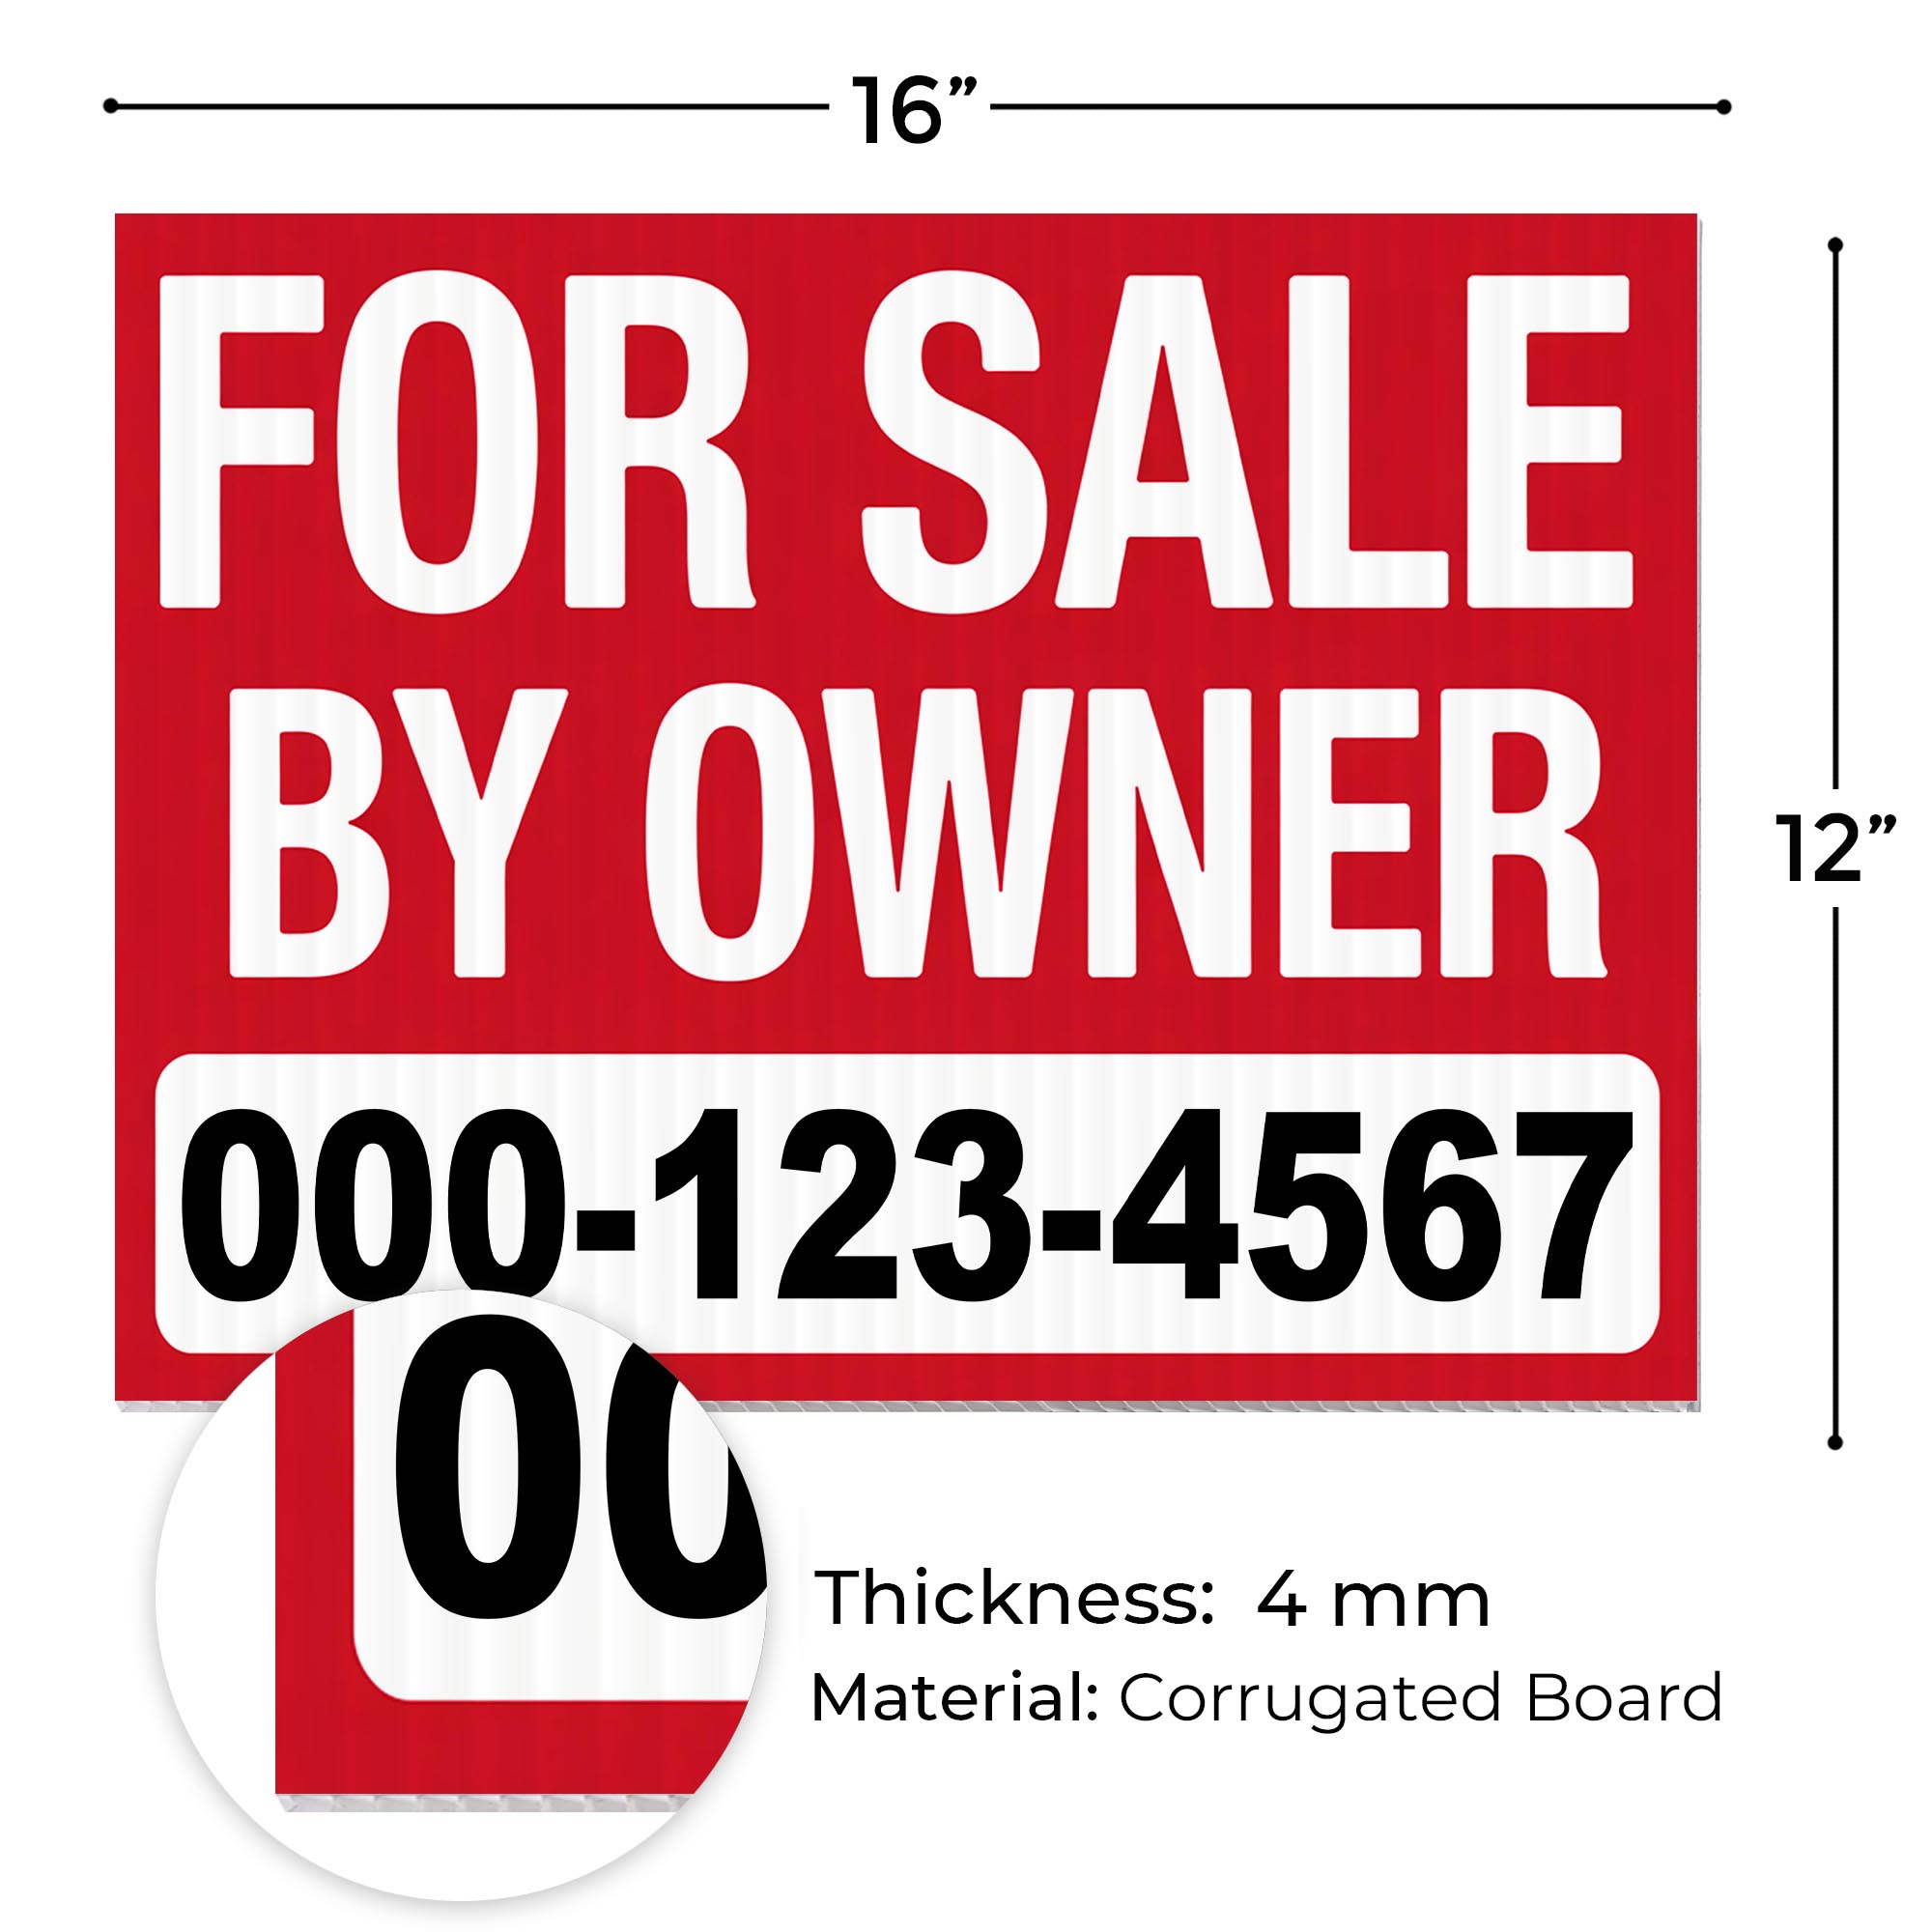 16”
FOR SALE
BY OWNER
12”
000-123-4567
00
Thickness: 4 mm
Material: Corrugated Board